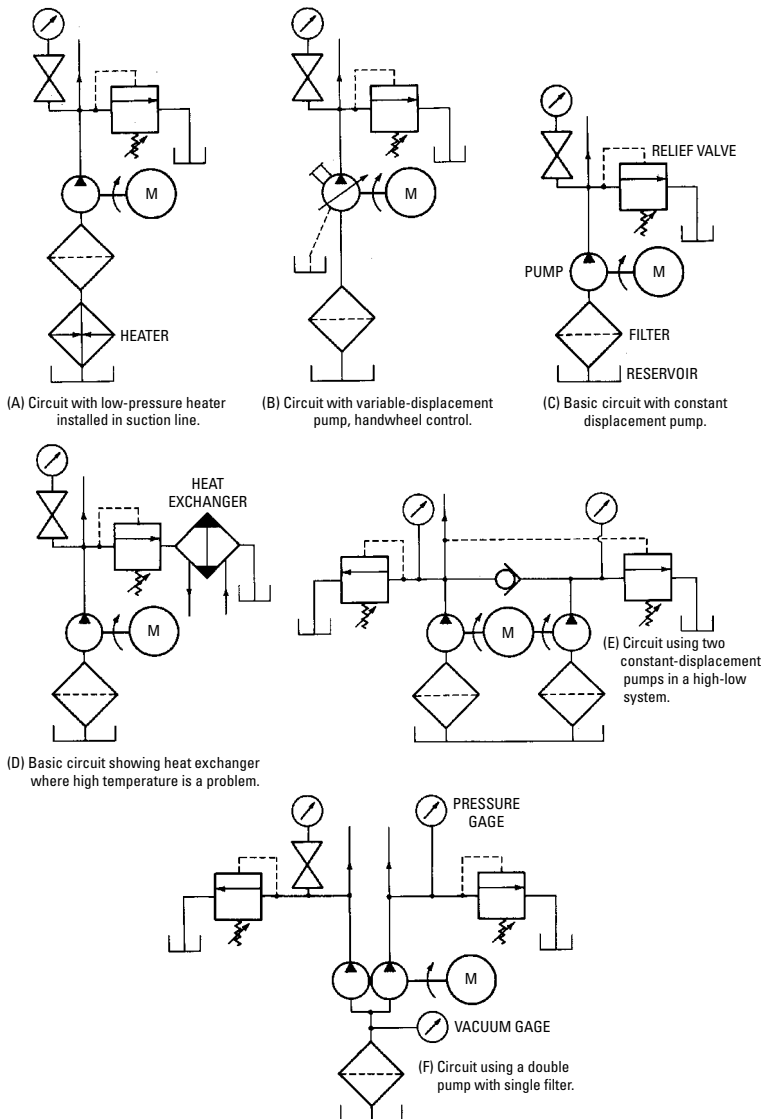 M
HEATER
(A) Circuit with low-pressure heater
installed in suction line.
M
(B) Circuit with variable-displacement
pump, handwheel control.
RELIEF VALVE
PUMP
M
FILTER
RESERVOIR
(C) Basic circuit with constant
displacement pump.
HEAT
EXCHANGER
M
(D) Basic circuit showing heat exchanger
where high temperature is a problem.
M
(E) Circuit using two
constant-displacement
pumps in a high-low
system.
PRESSURE
GAGE
M
VACUUM GAGE
(F) Circuit using a double
pump with single filter.